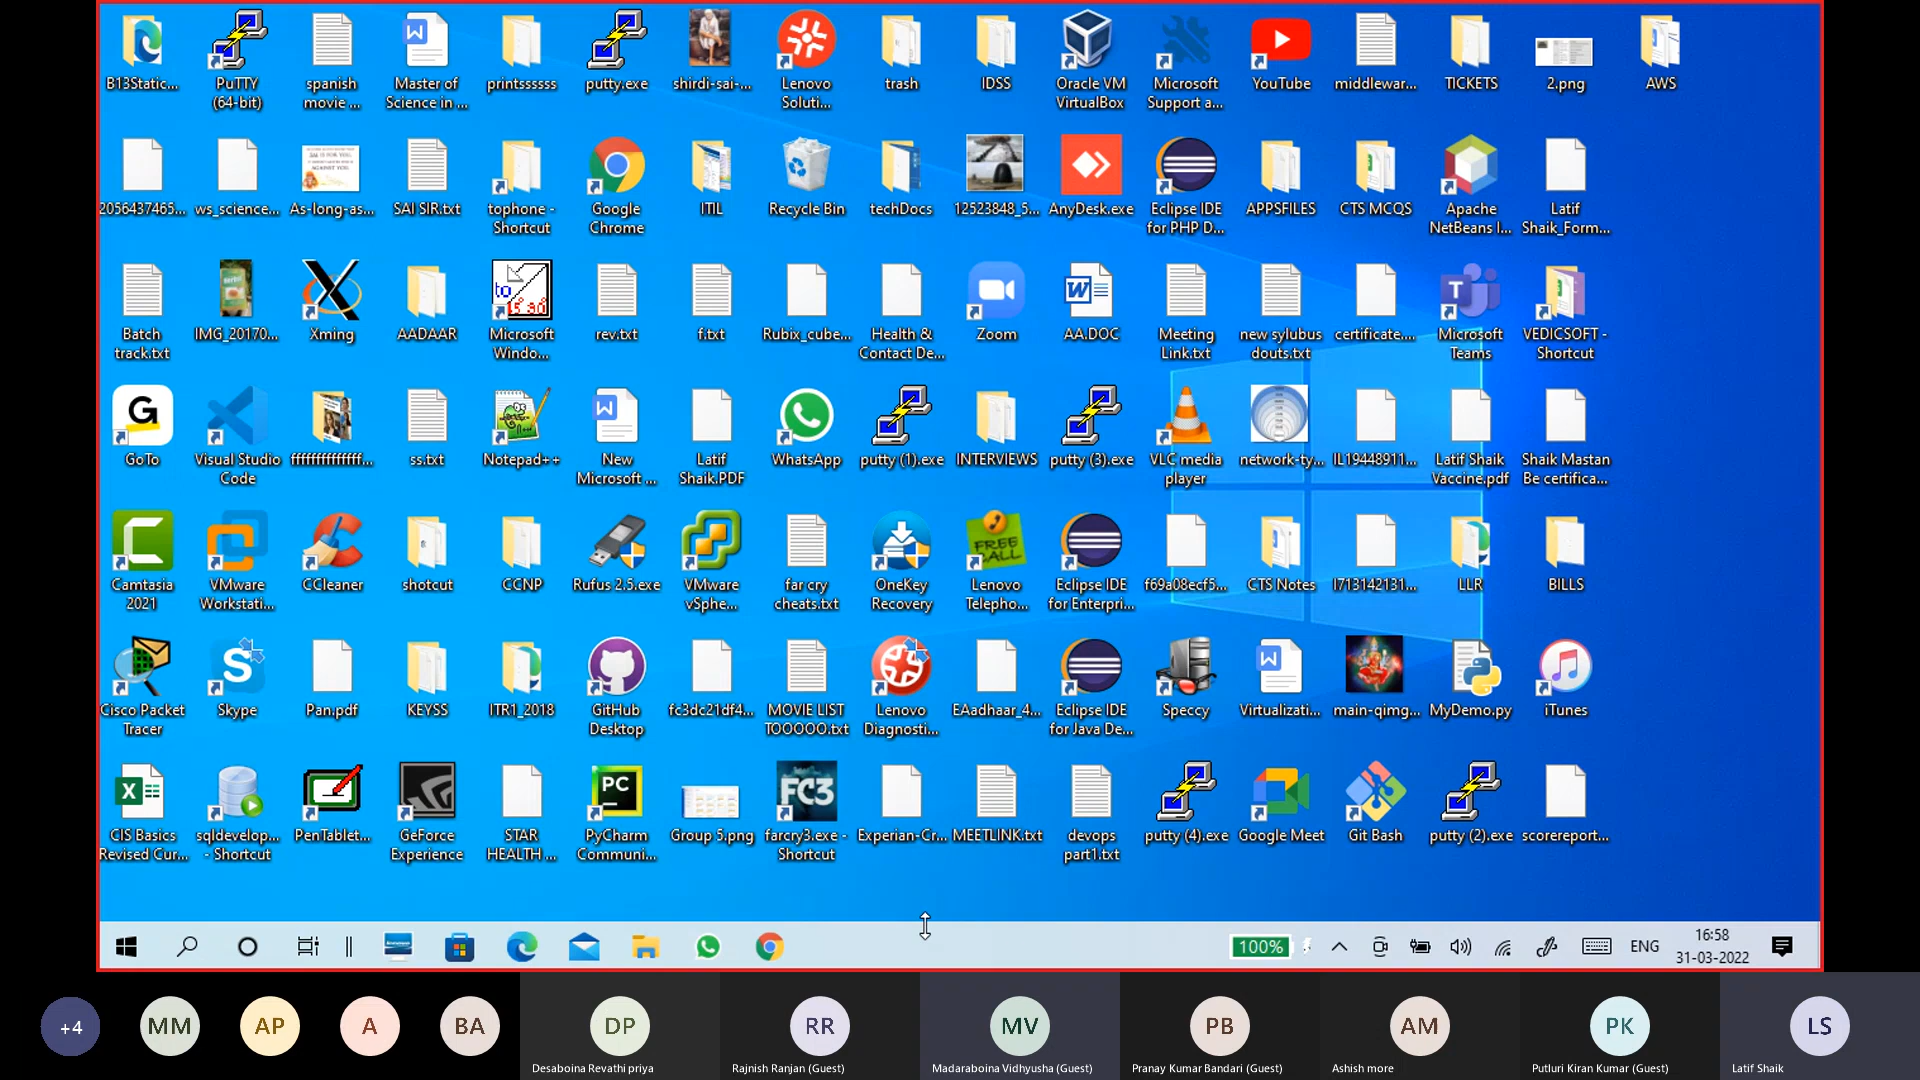 B13Static... PuTTY (64-bit) spanish movie ... Master of Science in ... printssssss putty.exe shirdi-sai-... Lenovo Soluti... trash IDSS Oracle VM VirtualBox Microsoft Support a... YouTube middlewar... TICKETS 2.png AWS
2056437465... ws_science... As-long-as... SAI SIR.txt tophone - Shortcut Google Chrome ITIL Recycle Bin techDocs 12523848_5... AnyDesk.exe Eclipse IDE for PHP D... APPSFILES CTS MCQS Apache NetBeans I... Latif Shaik_Form...
Batch track.txt IMG_20170... Xming AADAAR Microsoft Windo... rev.txt f.txt Rubix_cube... Health & Contact De... Zoom AA.DOC Meeting Link.txt new sylubus douts.txt certificate.... Microsoft Teams VEDICSOFT - Shortcut
GoTo Visual Studio Code ffffffffffffff... ss.txt Notepad++ New Microsoft ... Latif Shaik.PDF WhatsApp putty (1).exe INTERVIEWS putty (3).exe VLC media player network-ty... IL19448911... Latif Shaik Vaccine.pdf Shaik Mastan Be certifica...
Camtasia 2021 VMware Workstati... CCleaner shotcut CCNP Rufus 2.5.exe VMware vSphe... far cry cheats.txt OneKey Recovery FREE CALL Lenovo Telepho... Eclipse IDE for Enterpri... f69a08ecf5... CTS Notes I713142131... LLR BILLS
Cisco Packet Tracer Skype Pan.pdf KEYSS ITR1_2018 GitHub Desktop fc3dc21df4... MOVIE LIST TOOOOO.txt Lenovo Diagnosti... EAadhaar_4... Eclipse IDE for Java De... Speccy Virtualizati... main-qimg... MyDemo.py iTunes
CIS Basics Revised Cur... sqldevelop... - Shortcut PenTablet... GeForce Experience STAR HEALTH ... PC PyCharm Communi... Group 5.png FC3 farcry3.exe - Shortcut Experian-Cr... MEETLINK.txt devops part1.txt putty (4).exe Google Meet Git Bash putty (2).exe scorereport...
100% ENG 16:58
31-03-2022
+4 MM AP A BA DP RR MV PB AM PK LS
Desaboina Revathi priya Rajnish Ranjan (Guest) Madaraboina Vidhyusha (Guest) Pranay Kumar Bandari (Guest) Ashish more Putluri Kiran Kumar (Guest) Latif Shaik